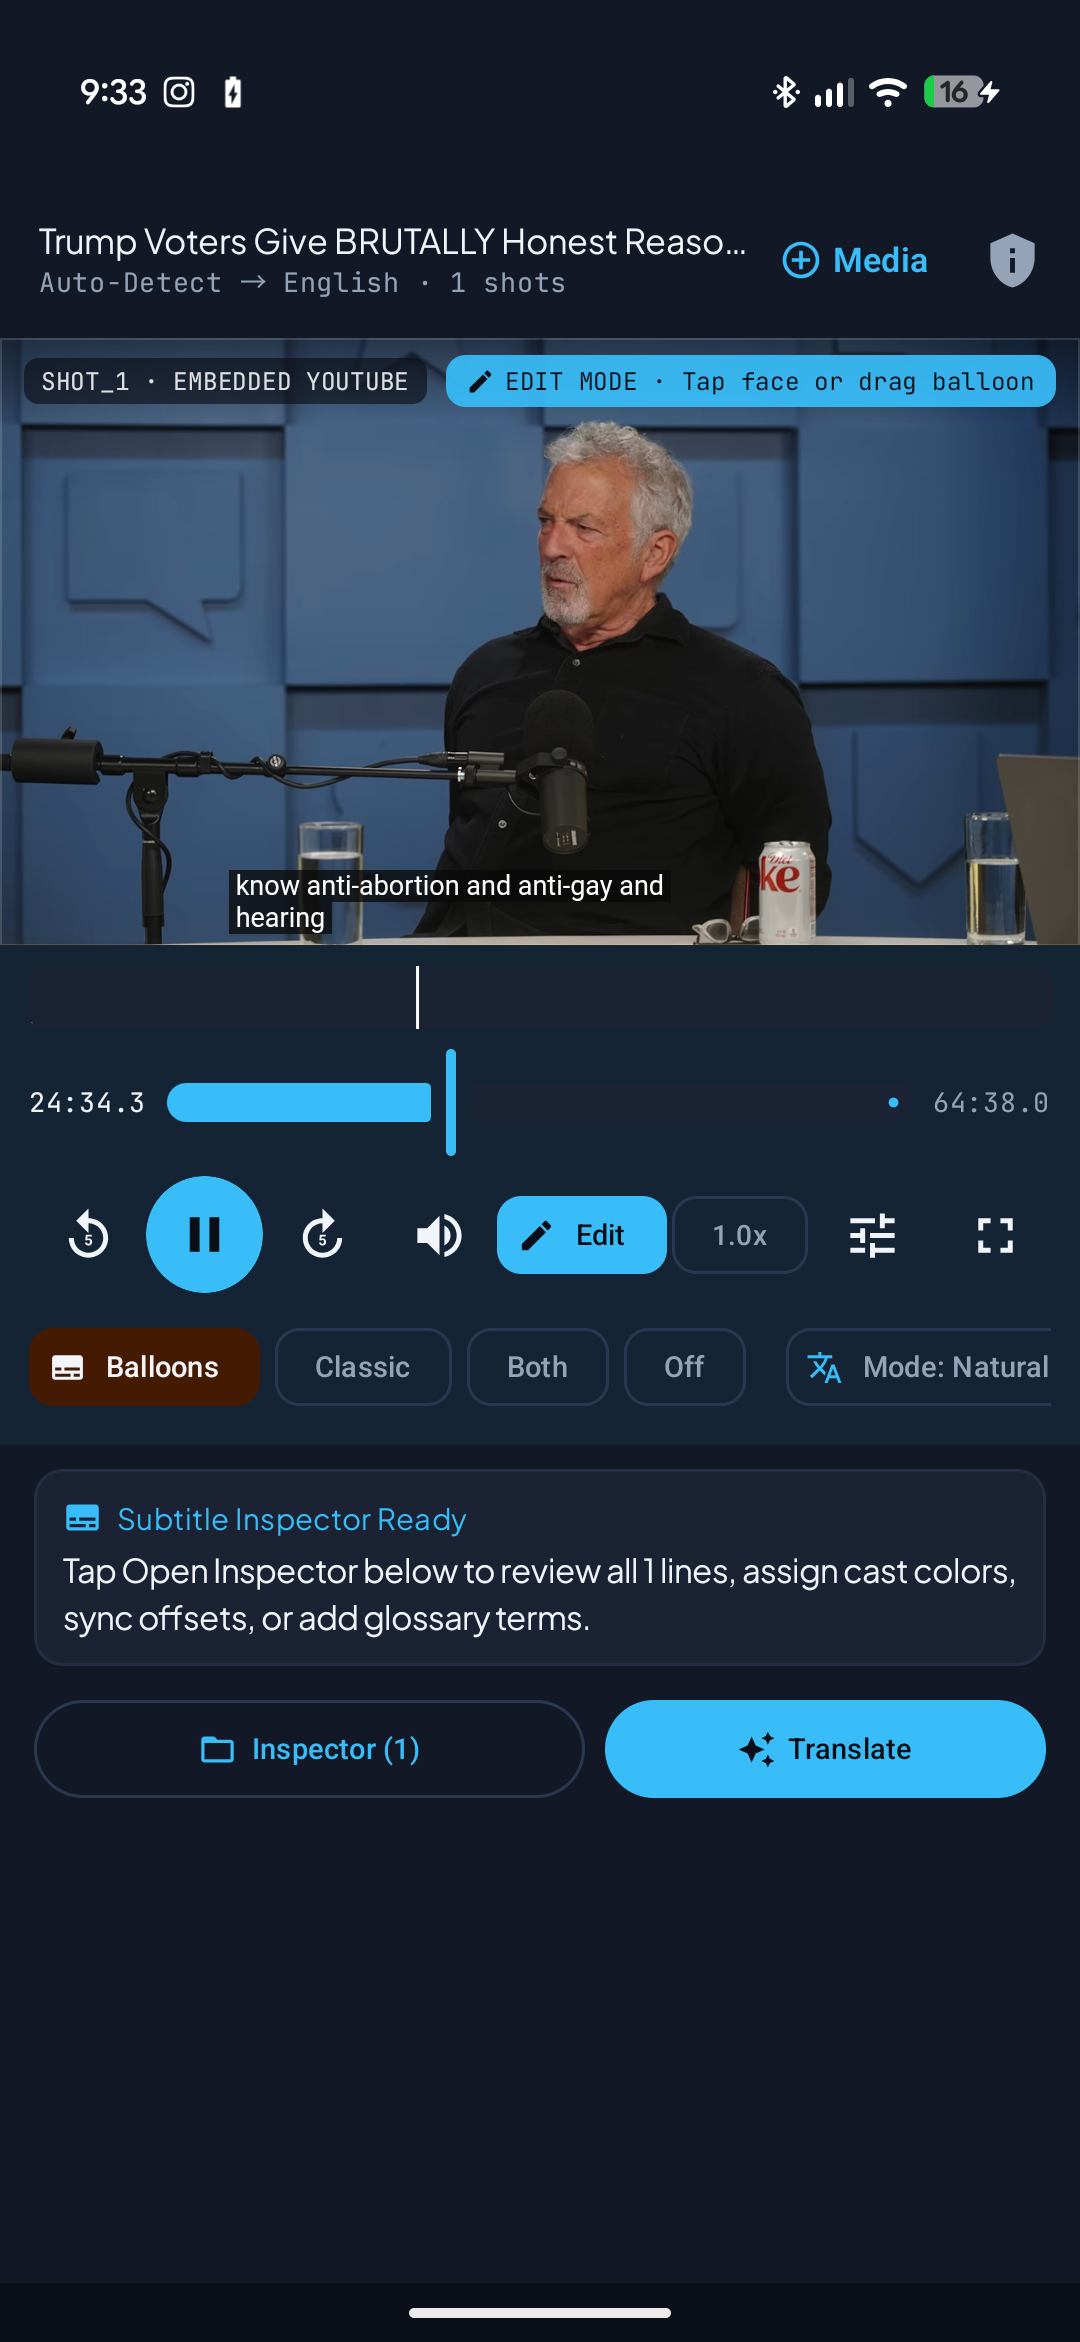 9:33
16
Trump Voters Give BRUTALLY Honest Reaso...
Media
Auto-Detect → English · 1 shots
SHOT_1 · EMBEDDED YOUTUBE
EDIT MODE · Tap face or drag balloon
Diet
ke
know anti-abortion and anti-gay and
hearing
24:34.3
64:38.0
5
5
Edit
1.0x
Balloons
Classic
Both
Off
Mode: Natural
Subtitle Inspector Ready
Tap Open Inspector below to review all 1 lines, assign cast colors,
sync offsets, or add glossary terms.
Inspector (1)
Translate